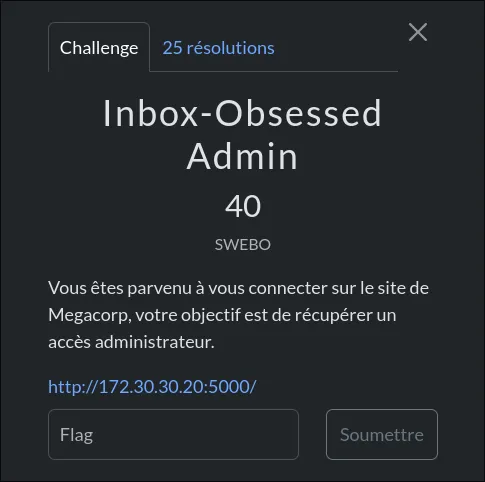 Challenge
25 résolutions
Inbox-Obsessed
Admin
40
SWEBO
Vous êtes parvenu à vous connecter sur le site de
Megacorp, votre objectif est de récupérer un
accès administrateur.
http://172.30.30.20:5000/
Flag
Soumettre